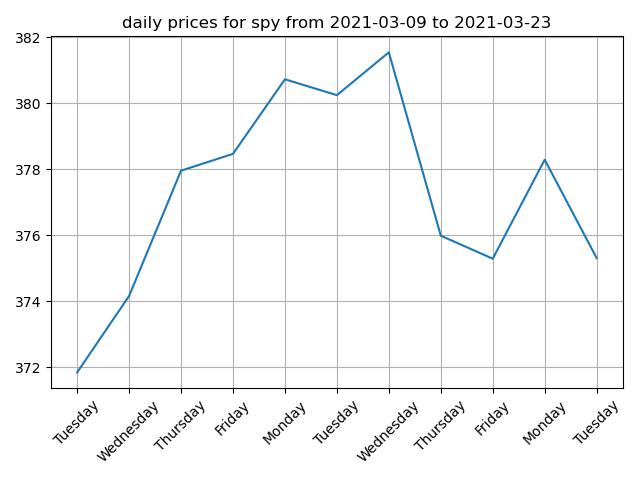 daily prices for spy from 2021-03-09 to 2021-03-23
382
380
378
376
374
372
Tuesday
Wednesday
Thursday
Friday
Monday
Tuesday
Wednesday
Thursday
Friday
Monday
Tuesday